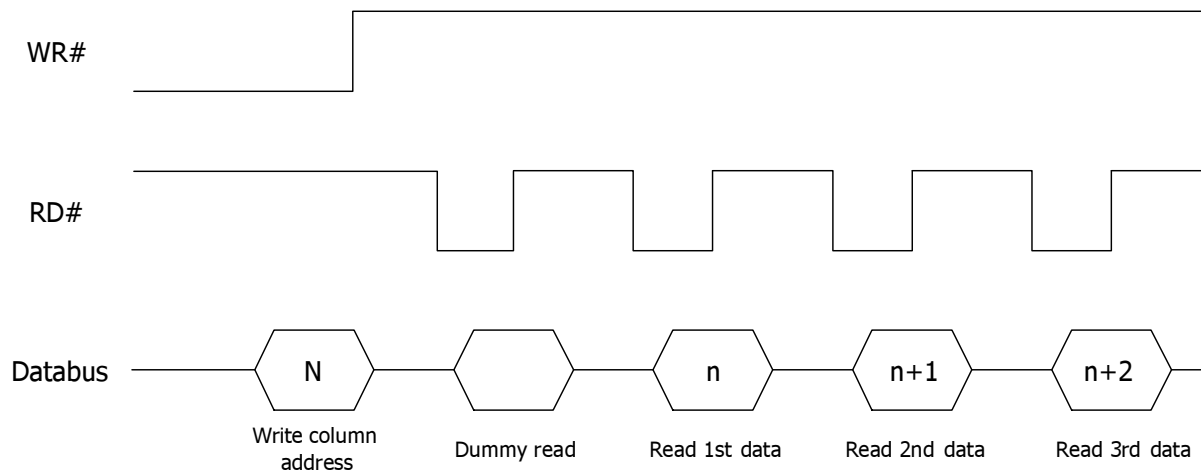 WR#
RD#
Databus
N
n
n+1
n+2
Write column
address
Dummy read
Read 1st data
Read 2nd data
Read 3rd data